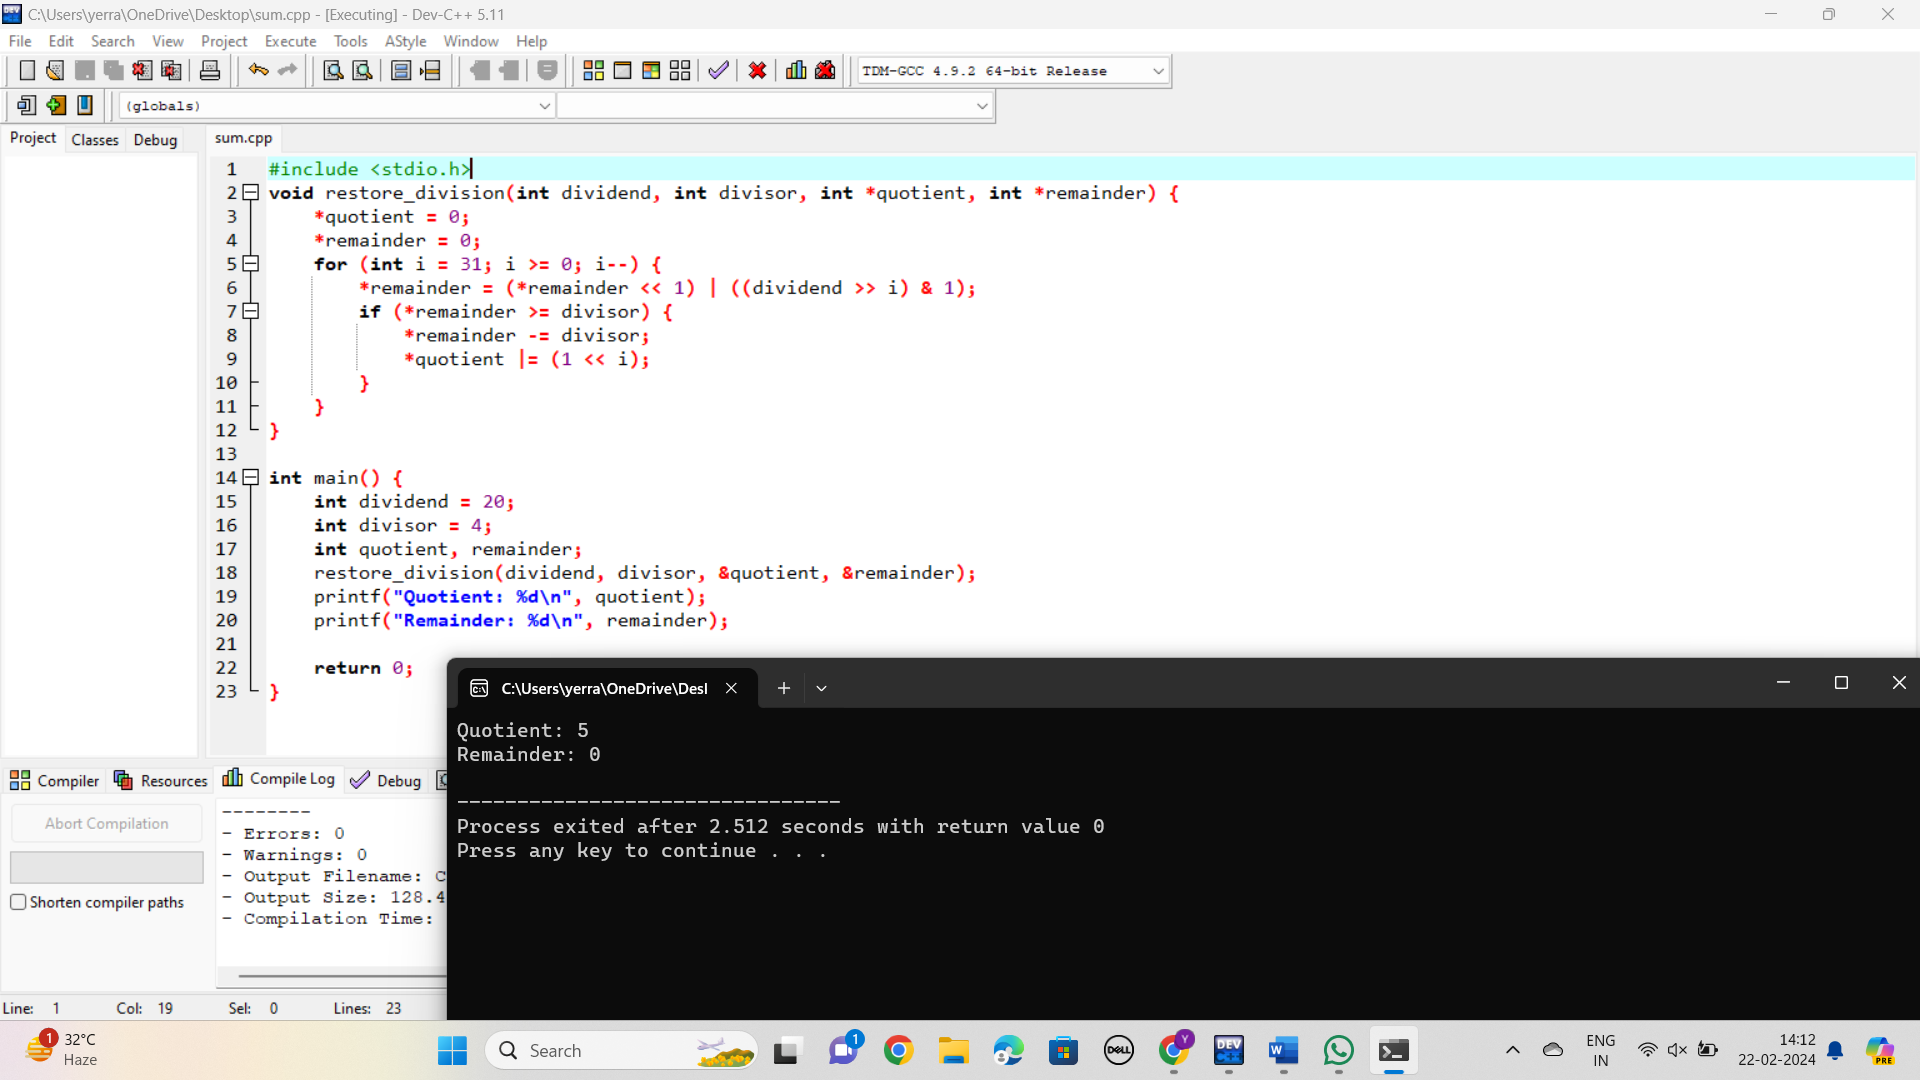 C:\Users\yerra\OneDrive\Desktop\sum.cpp - [Executing] - Dev-C++ 5.11
File Edit Search View Project Execute Tools AStyle Window Help
TDM-GCC 4.9.2 64-bit Release
(globals)
Project Classes Debug sum.cpp
1 #include <stdio.h>
2 void restore_division(int dividend, int divisor, int *quotient, int *remainder) {
3     *quotient = 0;
4     *remainder = 0;
5     for (int i = 31; i >= 0; i--) {
6         *remainder = (*remainder << 1) | ((dividend >> i) & 1);
7         if (*remainder >= divisor) {
8             *remainder -= divisor;
9             *quotient |= (1 << i);
10         }
11     }
12 }
13
14 int main() {
15     int dividend = 20;
16     int divisor = 4;
17     int quotient, remainder;
18     restore_division(dividend, divisor, &quotient, &remainder);
19     printf("Quotient: %d\n", quotient);
20     printf("Remainder: %d\n", remainder);
21
22     return 0;
23 }
C:\Users\yerra\OneDrive\Desl
Quotient: 5
Remainder: 0
--------------------------------
Process exited after 2.512 seconds with return value 0
Press any key to continue . . .
Compiler Resources Compile Log Debug
Abort Compilation
Shorten compiler paths
--------
- Errors: 0
- Warnings: 0
- Output Filename: C
- Output Size: 128.4
- Compilation Time:
Line: 1 Col: 19 Sel: 0 Lines: 23
1
32°C
Haze
Search
1
DELL
Y
DEV
C++
W
ENG
IN
14:12
22-02-2024
PRE